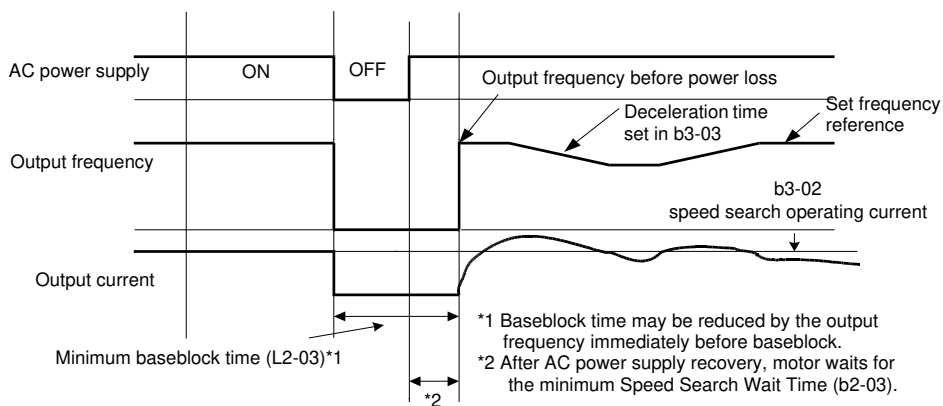 AC power supply
ON
OFF
Output frequency before power loss
Deceleration time
set in b3-03
Set frequency
reference
Output frequency
b3-02
speed search operating current
Output current
*1 Baseblock time may be reduced by the output
frequency immediately before baseblock.
Minimum baseblock time (L2-03)*1
*2 After AC power supply recovery, motor waits for
the minimum Speed Search Wait Time (b2-03).
*2